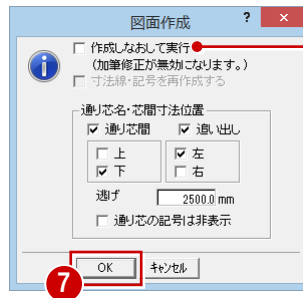 図面作成 ? ×
作成しなおして実行
(加筆修正が無効になります。)
寸法線・記号を再作成する
通り芯名・芯間寸法位置
通り芯間 追い出し
上 左
下 右
逃げ 2500.0 mm
通り芯の記号は非表示
OK キャンセル
7